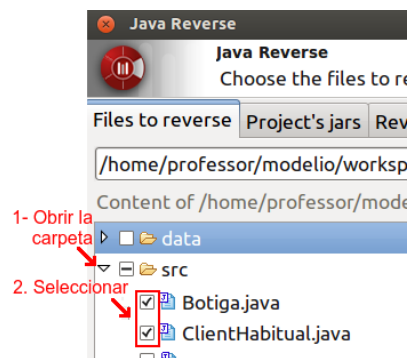 Java Reverse
Java Reverse
Choose the files to re
Files to reverse Project's jars Rev
/home/professor/modelio/worksp
Content of /home/professor/mode
1- Obrir la
carpeta
data
src
2. Seleccionar
Botiga.java
ClientHabitual.java